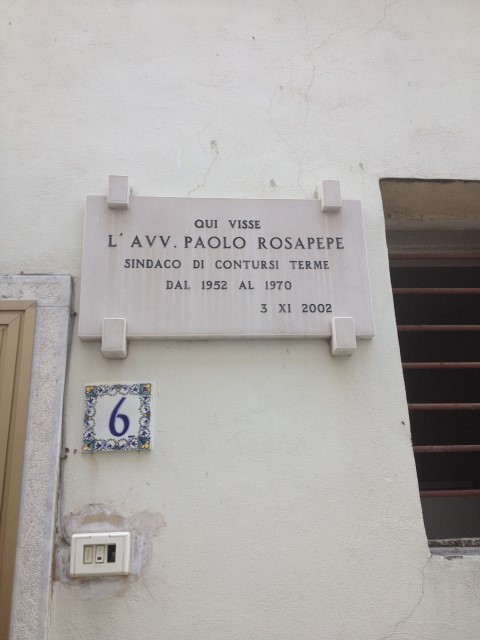 QUI VISSE
L'AVV. PAOLO ROSAPEPE
SINDACO DI CONTURSI TERME
DAL 1952 AL 1970
3 XI 2002
6